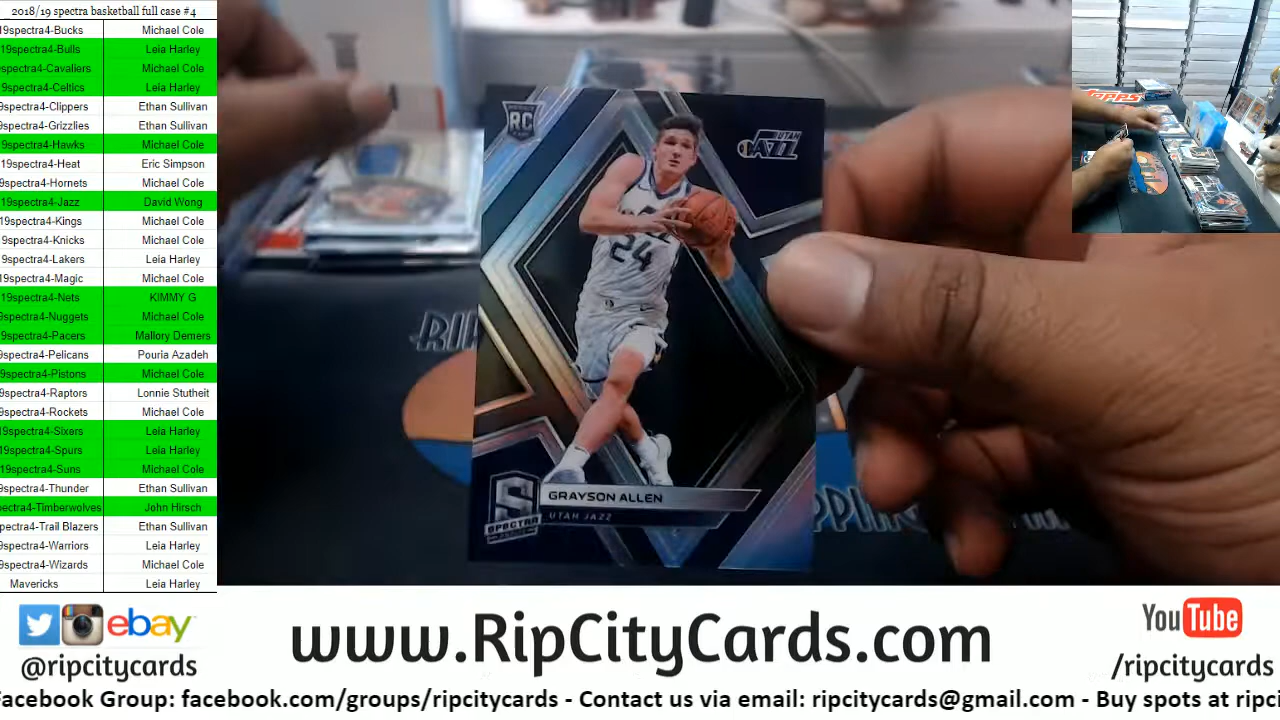 _2018/19 spectra basketball full case #4
19spectra4-Bucks Michael Cole
19spectra4-Bulls Leia Harley
spectra4-Cavaliers Michael Cole
9spectra4-Celtics Leia Harley
9spectra4-Clippers Ethan Sullivan
9spectra4-Grizzlies Ethan Sullivan
9spectra4-Hawks Michael Cole
19spectra4-Heat Eric Simpson
9spectra4-Hornets Michael Cole
19spectra4-Jazz David Wong
19spectra4-Kings Michael Cole
9spectra4-Knicks Michael Cole
9spectra4-Lakers Leia Harley
19spectra4-Magic Michael Cole
19spectra4-Nets KIMMY G
9spectra4-Nuggets Michael Cole
9spectra4-Pacers Mallory Demers
9spectra4-Pelicans Pouria Azadeh
9spectra4-Pistons Michael Cole
9spectra4-Raptors Lonnie Stutheit
9spectra4-Rockets Michael Cole
19spectra4-Sixers Leia Harley
19spectra4-Spurs Leia Harley
19spectra4-Suns Michael Cole
9spectra4-Thunder Ethan Sullivan
pectra4-Timberwolves John Hirsch
pectra4-Trail Blazers Ethan Sullivan
9spectra4-Warriors Leia Harley
9spectra4-Wizards Michael Cole
Mavericks Leia Harley
RC
UTAH
JAZZ
24
GRAYSON ALLEN
UTAH JAZZ
S
SPECTRA
RIP
PPIN
TOPPS
ebay
@ripcitycards
www.RipCityCards.com
YouTube
/ripcitycards
Facebook Group: facebook.com/groups/ripcitycards - Contact us via email: ripcitycards@gmail.com - Buy spots at ripci